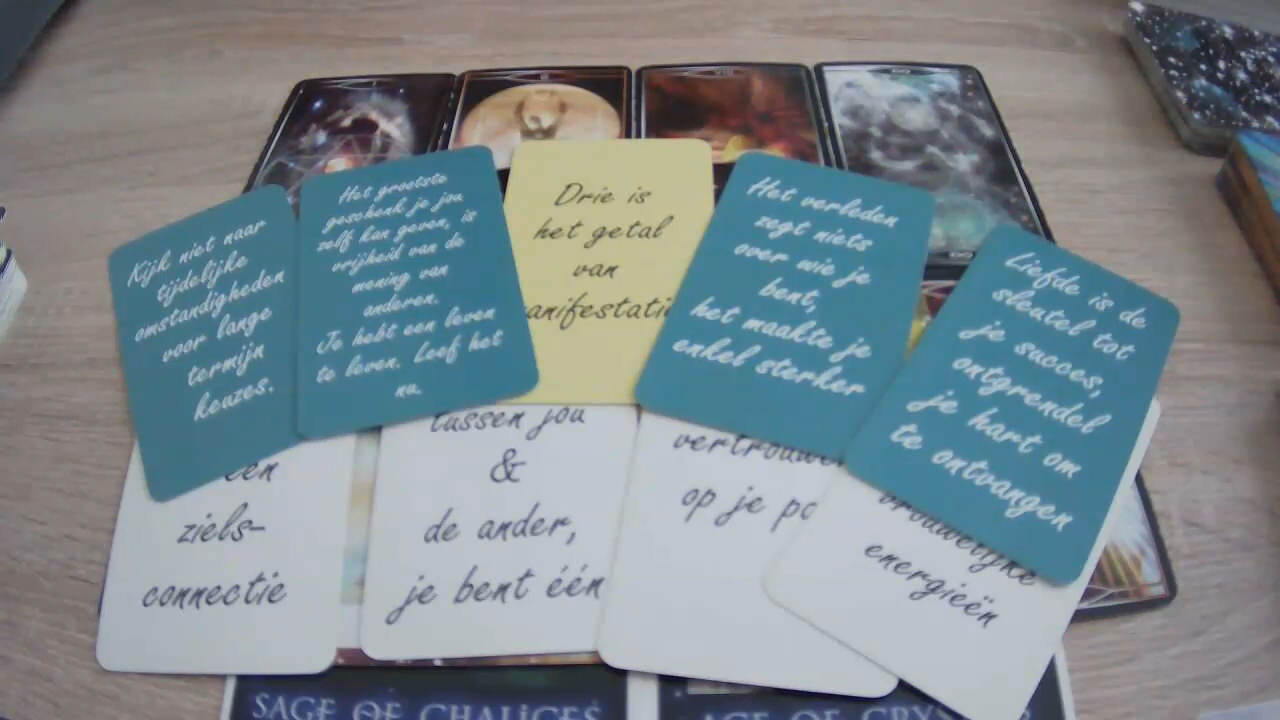 Kijk niet naar
tijdelijke
omstandigheden
voor lange
termijn
keuzes.
Het grootste
geschenk je jou
zelf kan geven, is
vrijheid van de
mening van
anderen.
Je hebt een leven
te leven. Leef het
nu.
Drie is
het getal
van
Het verleden
zegt niets
over wie je
bent,
het maakte je
enkel sterker
Liefde is de
sleutel tot
je succes,
ontgrendel
je hart om
te ontvangen
ziels-
connectie
tussen jou
&
de ander,
je bent één
op je
energieën
SAGE OF CHALICES
OF